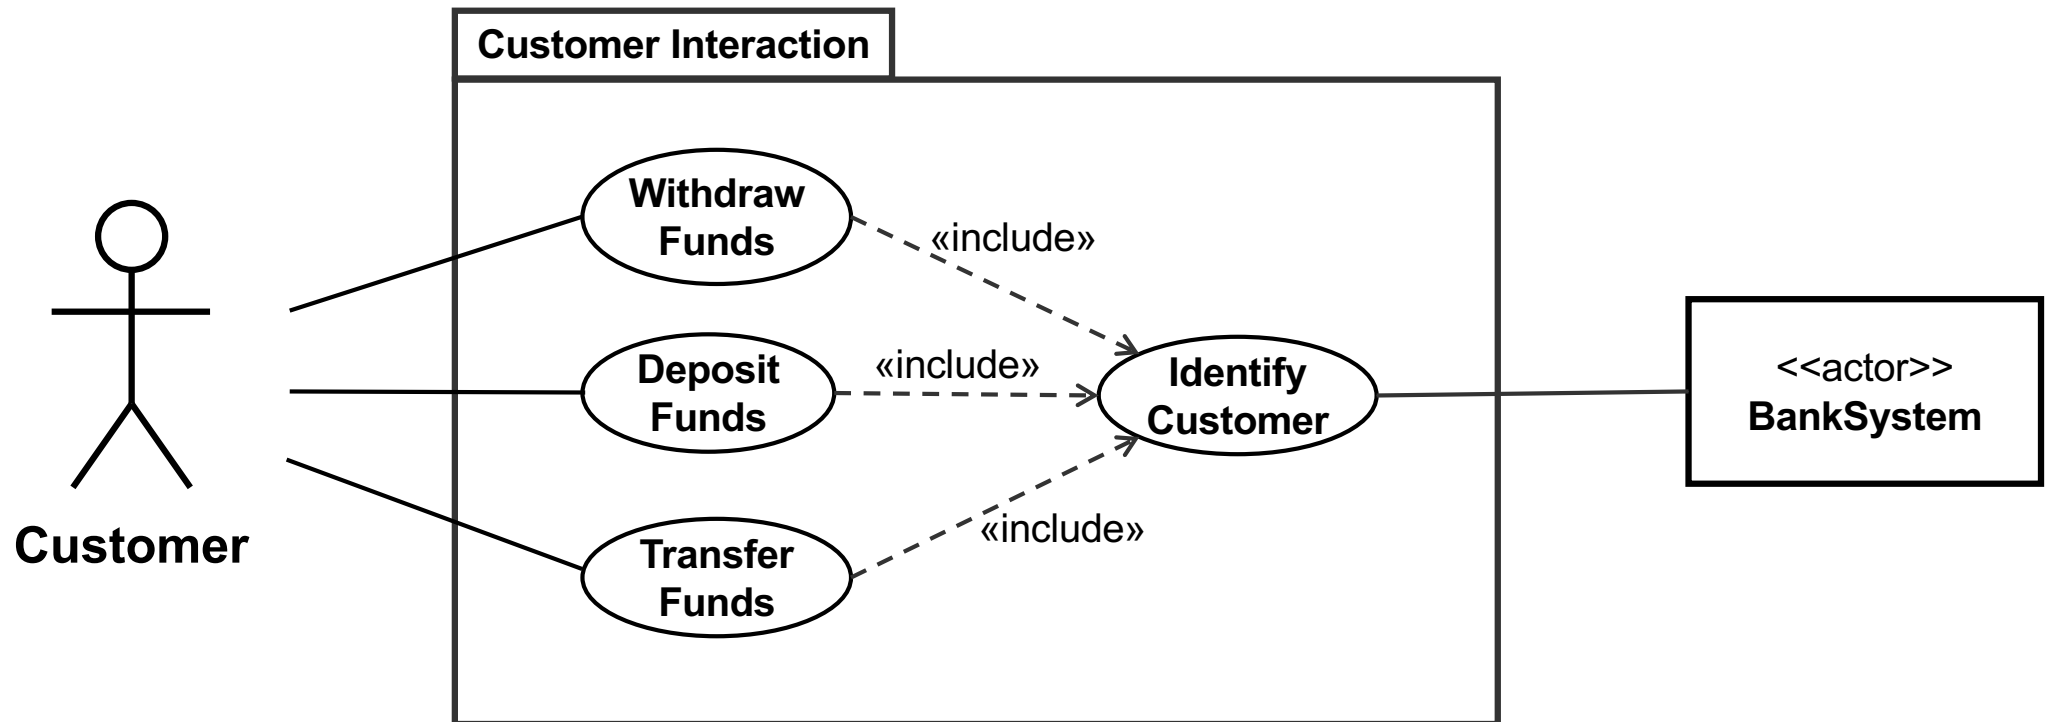 Customer Interaction
Withdraw
Funds
«include»
Deposit
Funds
«include»
Identify
Customer
<<actor>>
BankSystem
Customer
Transfer
Funds
«include»